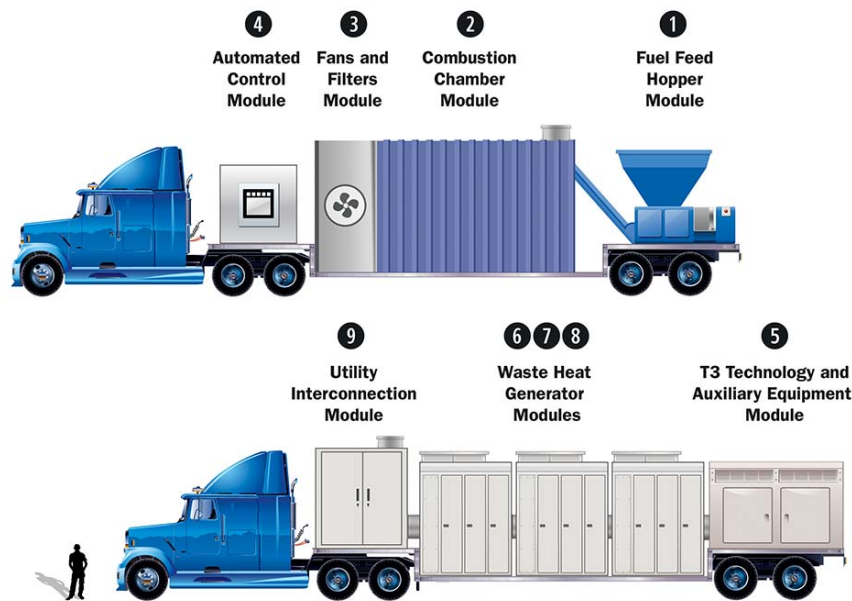 4 3 2 1
Automated Fans and Combustion Fuel Feed
Control Filters Chamber Hopper
Module Module Module Module
9 6 7 8 5
Utility Waste Heat T3 Technology and
Interconnection Generator Auxiliary Equipment
Module Modules Module